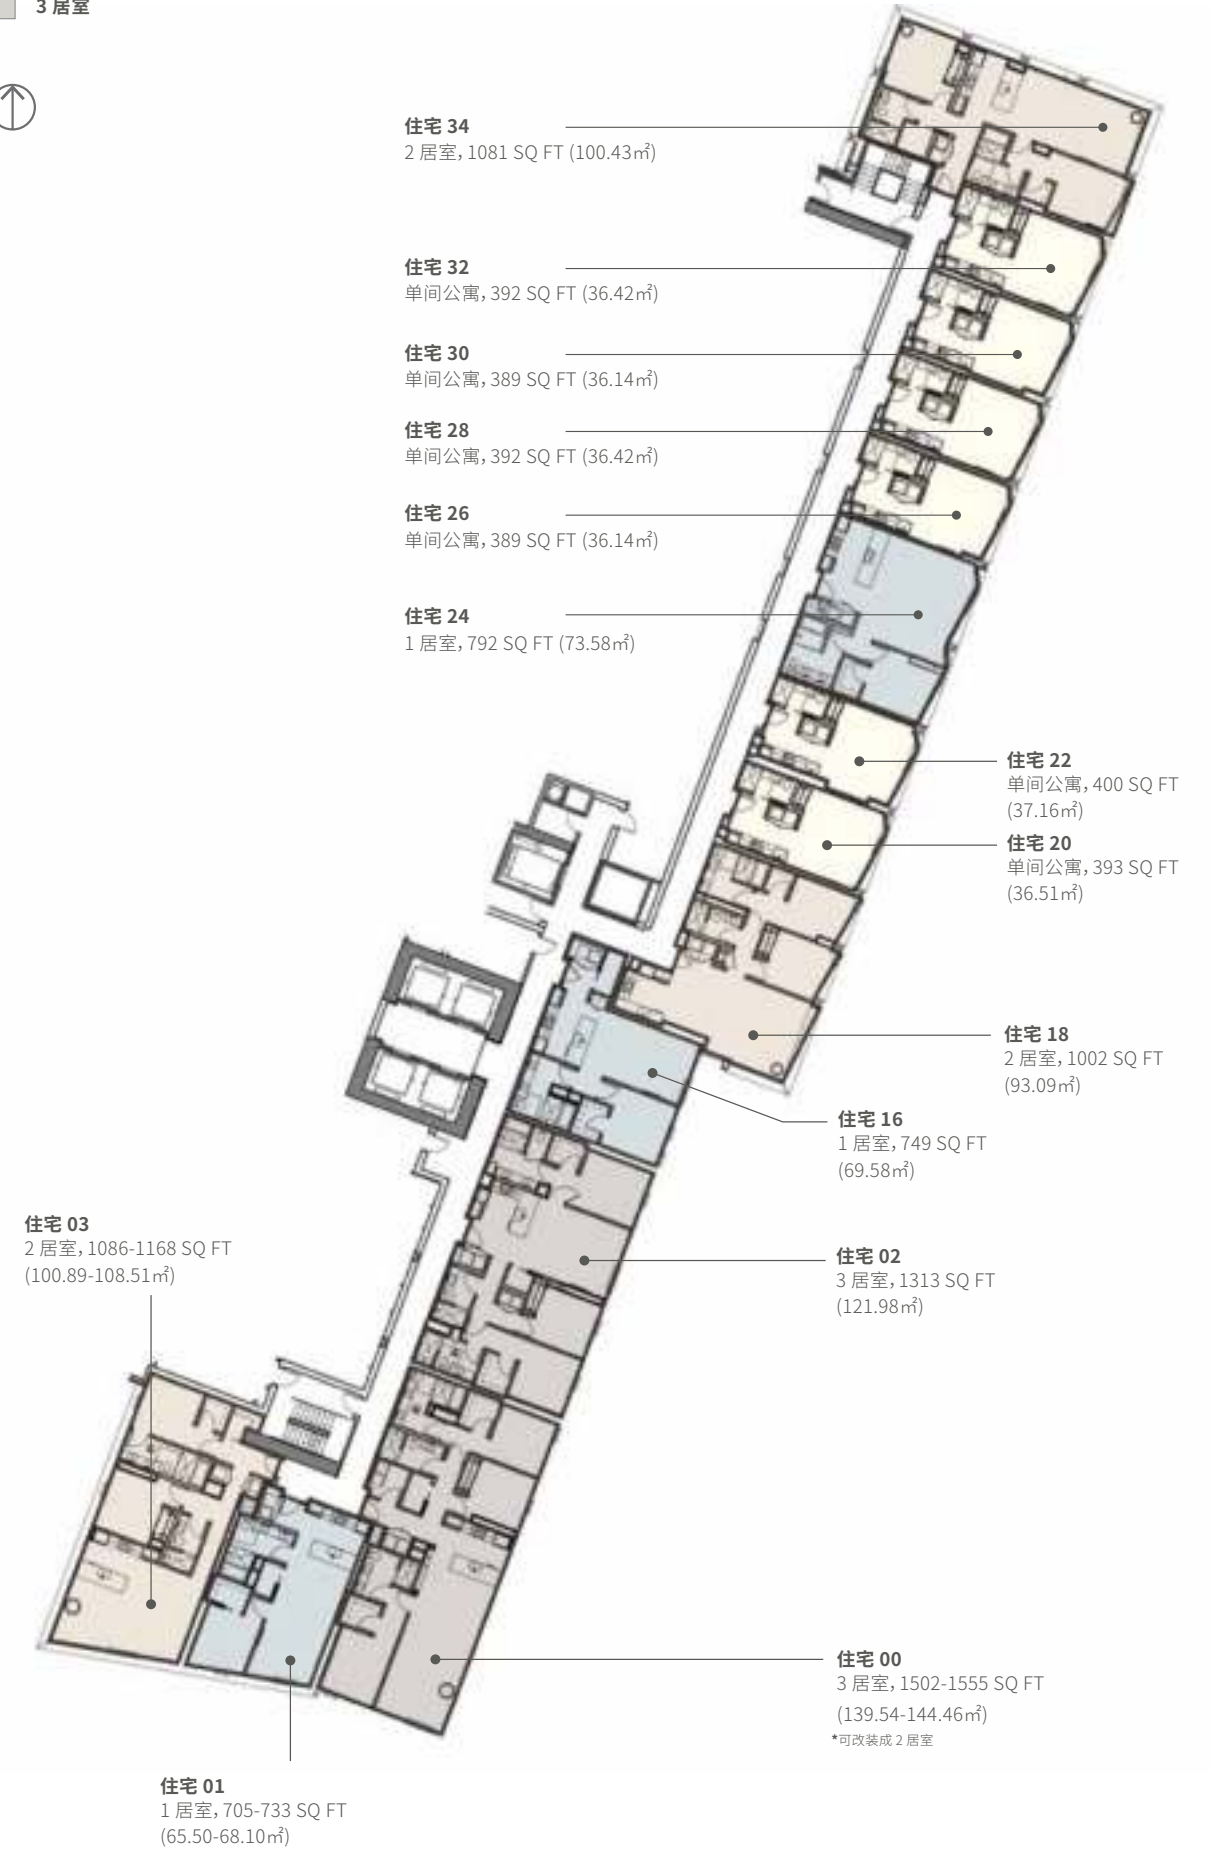 3 居室
住宅 34
2 居室, 1081 SQ FT (100.43㎡)
住宅 32
单间公寓, 392 SQ FT (36.42㎡)
住宅 30
单间公寓, 389 SQ FT (36.14㎡)
住宅 28
单间公寓, 392 SQ FT (36.42㎡)
住宅 26
单间公寓, 389 SQ FT (36.14㎡)
住宅 24
1 居室, 792 SQ FT (73.58㎡)
住宅 22
单间公寓, 400 SQ FT
(37.16㎡)
住宅 20
单间公寓, 393 SQ FT
(36.51㎡)
住宅 18
2 居室, 1002 SQ FT
(93.09㎡)
住宅 16
1 居室, 749 SQ FT
(69.58㎡)
住宅 03
2 居室, 1086-1168 SQ FT
(100.89-108.51㎡)
住宅 02
3 居室, 1313 SQ FT
(121.98㎡)
住宅 00
3 居室, 1502-1555 SQ FT
(139.54-144.46㎡)
*可改装成 2 居室
住宅 01
1 居室, 705-733 SQ FT
(65.50-68.10㎡)